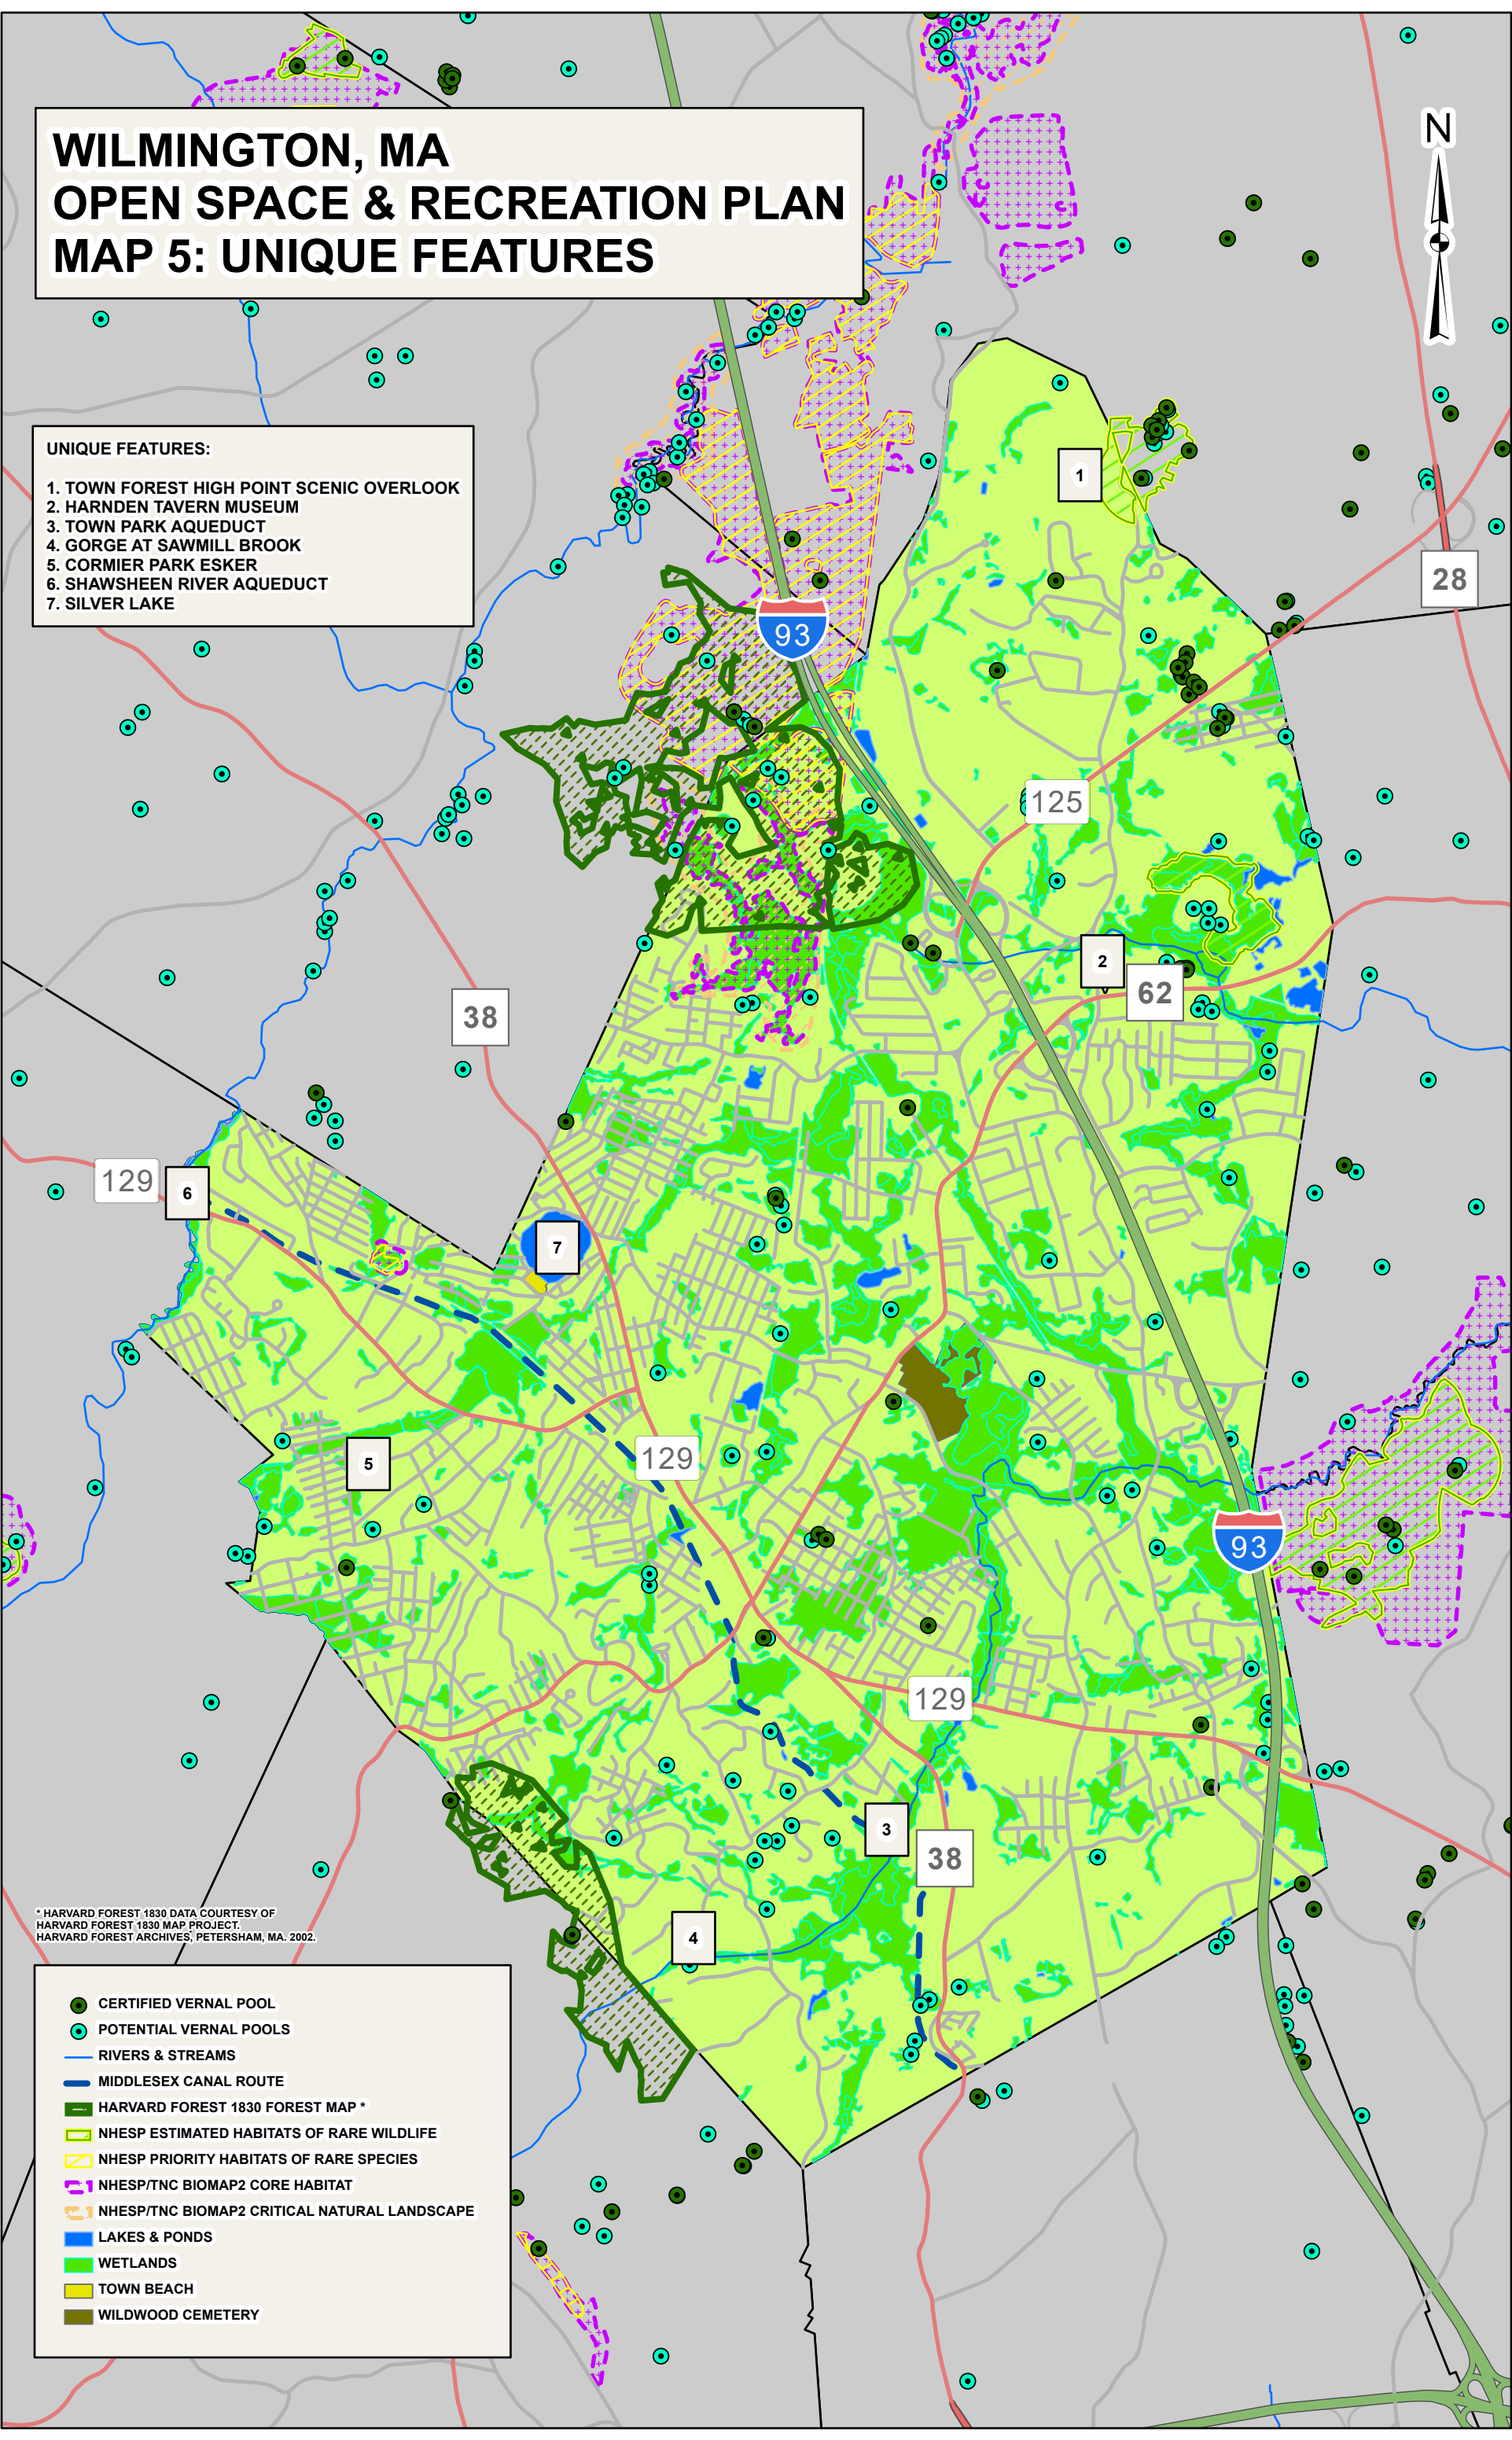 WILMINGTON, MA
OPEN SPACE & RECREATION PLAN
MAP 5: UNIQUE FEATURES
N
UNIQUE FEATURES:
1. TOWN FOREST HIGH POINT SCENIC OVERLOOK
2. HARNDEN TAVERN MUSEUM
3. TOWN PARK AQUEDUCT
4. GORGE AT SAWMILL BROOK
5. CORMIER PARK ESKER
6. SHAWSHEEN RIVER AQUEDUCT
7. SILVER LAKE
1
28
93
125
2
62
38
129
6
7
5
129
93
129
3
38
4
* HARVARD FOREST 1830 DATA COURTESY OF
HARVARD FOREST 1830 MAP PROJECT.
HARVARD FOREST ARCHIVES, PETERSHAM, MA. 2002.
CERTIFIED VERNAL POOL
POTENTIAL VERNAL POOLS
RIVERS & STREAMS
MIDDLESEX CANAL ROUTE
HARVARD FOREST 1830 FOREST MAP *
NHESP ESTIMATED HABITATS OF RARE WILDLIFE
NHESP PRIORITY HABITATS OF RARE SPECIES
NHESP/TNC BIOMAP2 CORE HABITAT
NHESP/TNC BIOMAP2 CRITICAL NATURAL LANDSCAPE
LAKES & PONDS
WETLANDS
TOWN BEACH
WILDWOOD CEMETERY